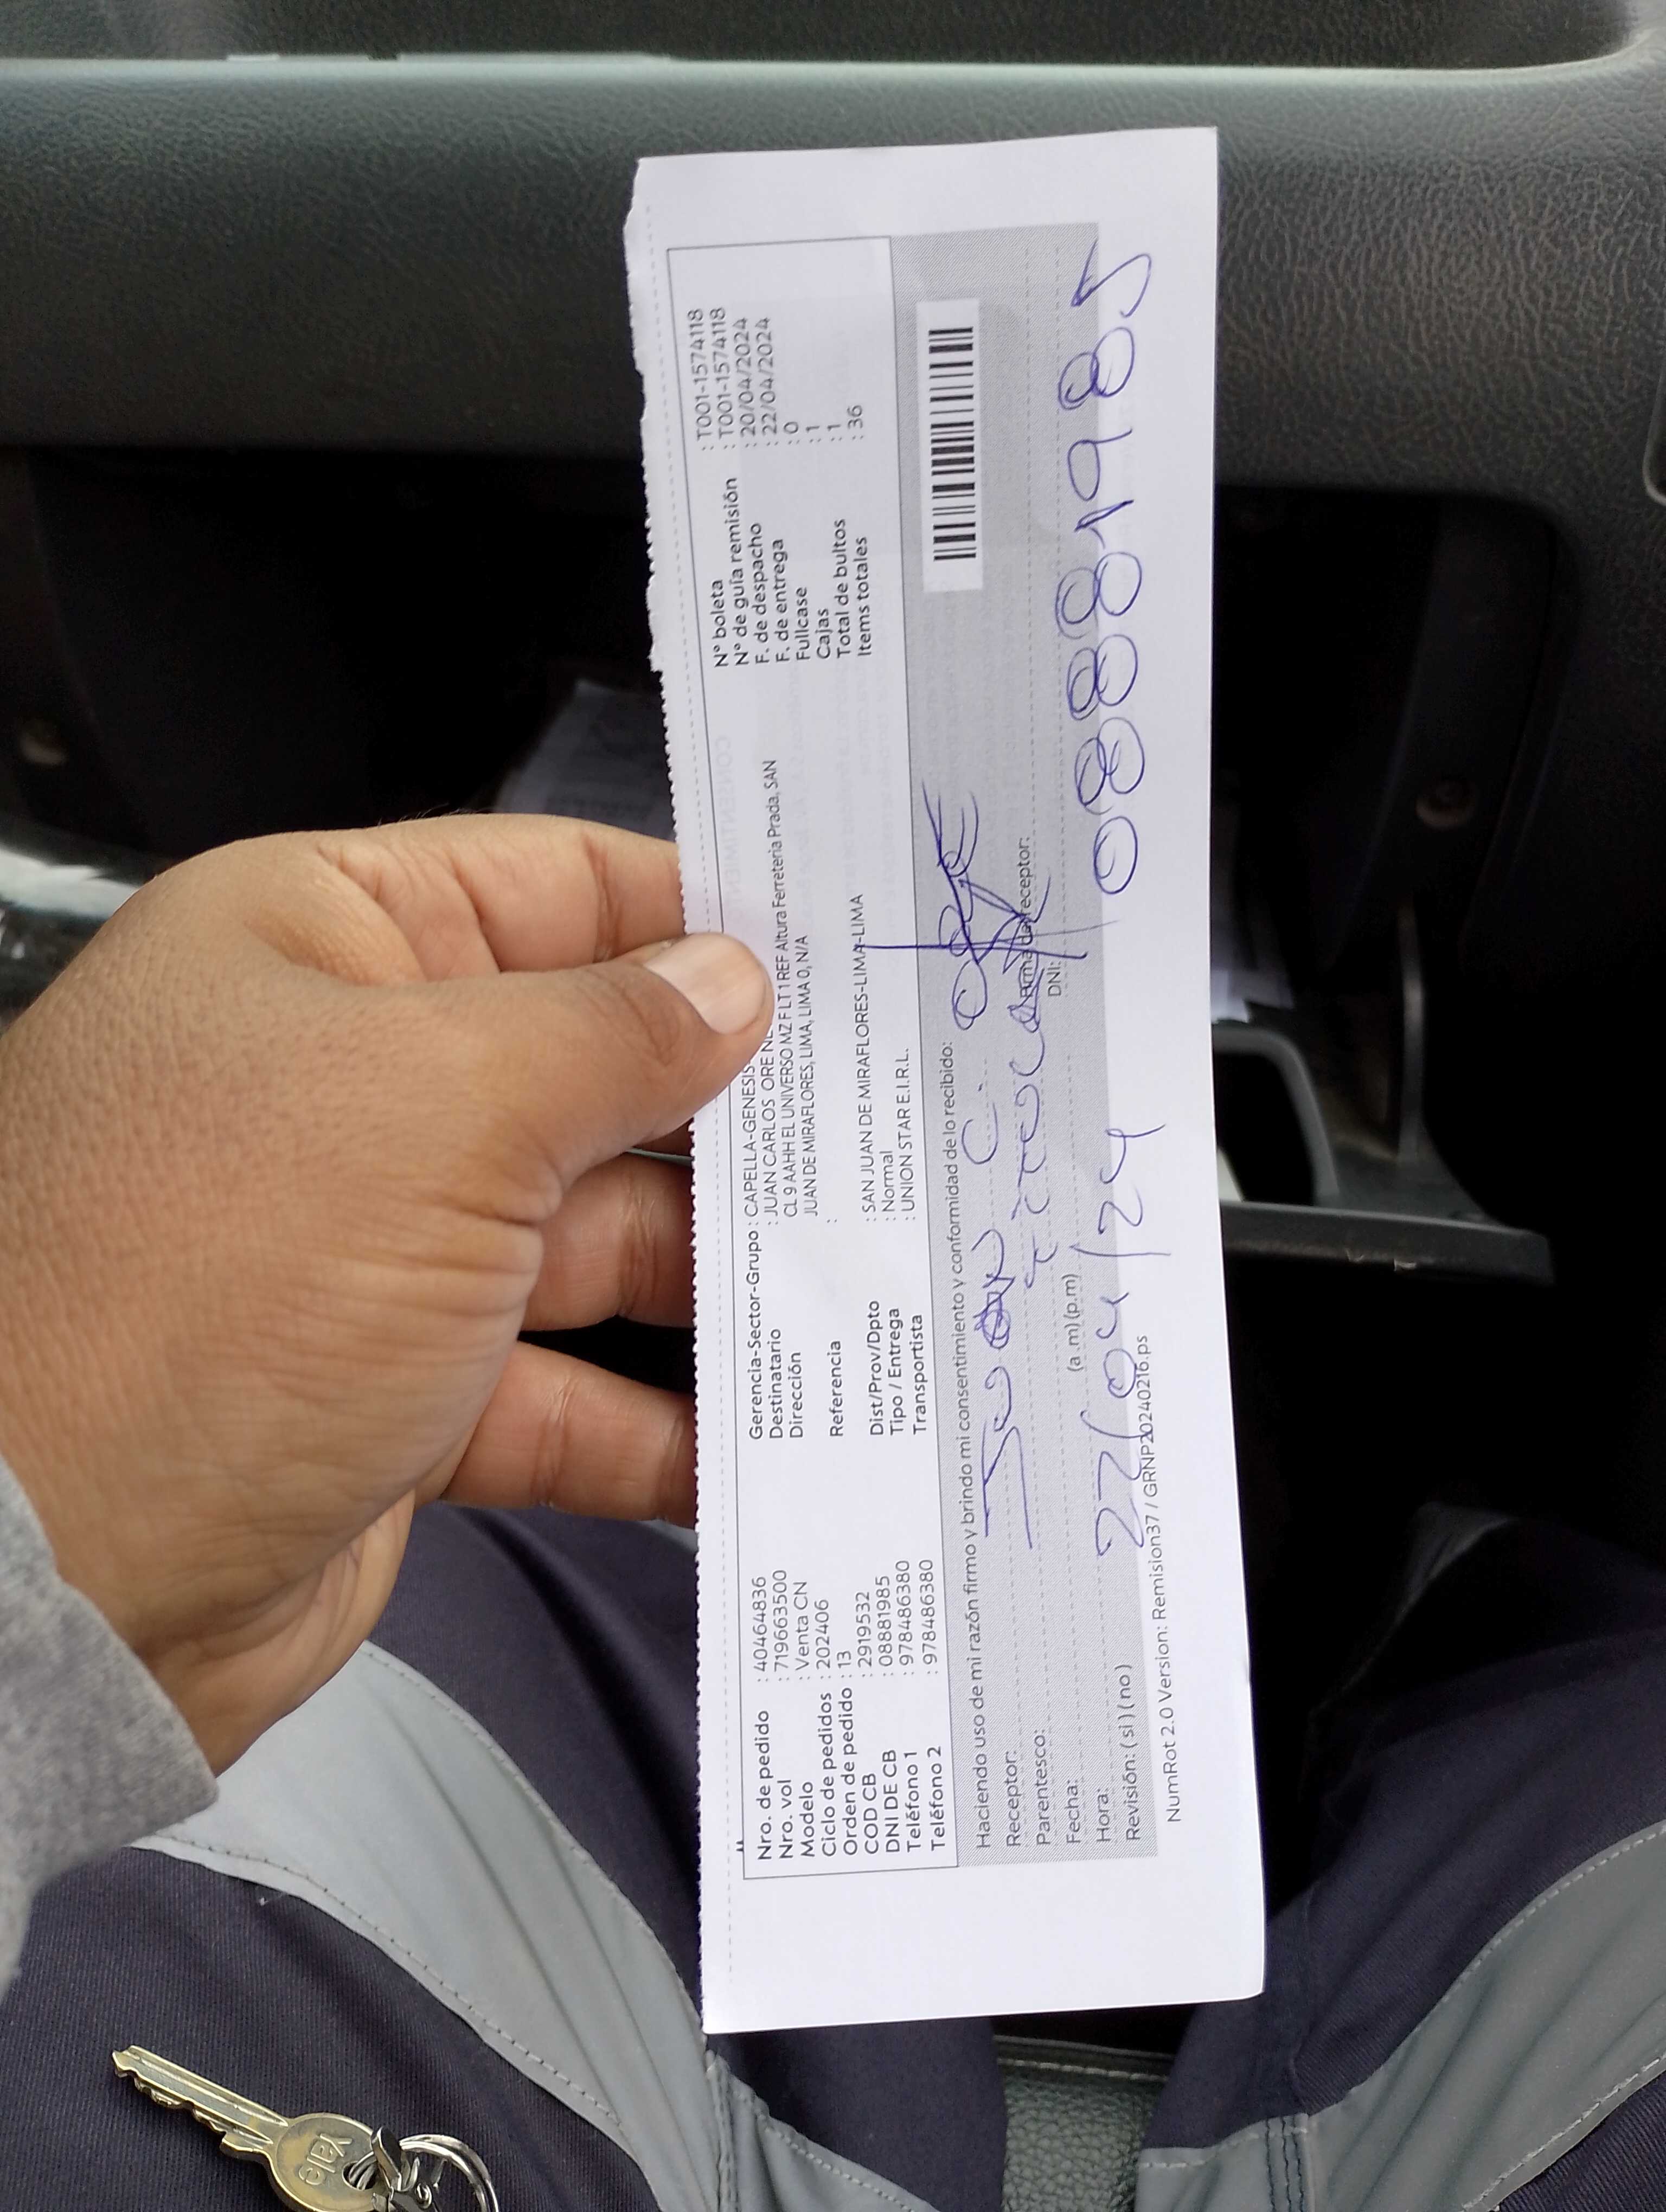 Nro. de pedido : 40464836
Nro. vol : 719663500
Modelo : Venta CN
Ciclo de pedidos : 202406
Orden de pedido : 13
COD CB : 2919532
DNI DE CB : 08881985
Teléfono 1 : 978486380
Teléfono 2 : 978486380
Gerencia-Sector-Grupo : CAPELLA-GENESIS
Destinatario : JUAN CARLOS ORE
Dirección CL 9 AAHH EL UNIVERSO MZ F LT 1 REF Altura Ferreteria Prada, SAN
JUAN DE MIRAFLORES, LIMA, LIMA 0, N/A
Referencia :
Dist/Prov/Dpto : SAN JUAN DE MIRAFLORES-LIMA-LIMA
Tipo / Entrega : Normal
Transportista : UNION STAR E.I.R.L.
N° boleta : T001-1574118
N° de guía remisión : T001-1574118
F. de despacho : 20/04/2024
F. de entrega : 22/04/2024
Fullcase : 0
Cajas : 1
Total de bultos : 1
Items totales : 36
Haciendo uso de mi razón firmo y brindo mi consentimiento y conformidad de lo recibido:
Receptor: Juan C. Ore
Parentesco: Titular
Firma del receptor:
Fecha: 22/04/24
DNI: 08881985
Hora: (a .m) (p.m)
Revisión: ( si ) ( no )
NumRot 2.0 Version: Remision37 / GRNP20240216.ps
Yale